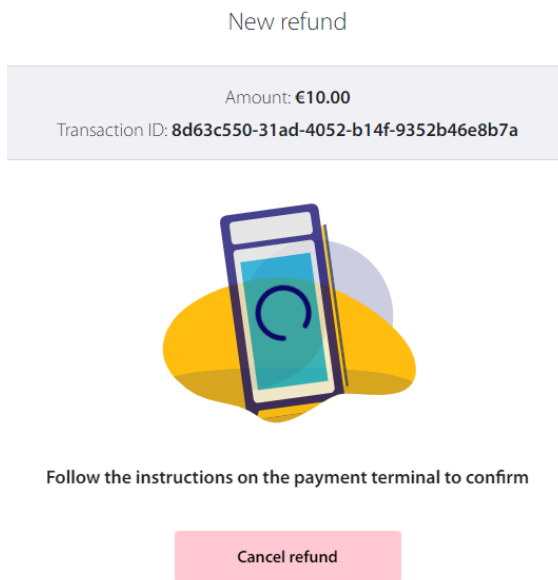 New refund
Amount: €10.00
Transaction ID: 8d63c550-31ad-4052-b14f-9352b46e8b7a
Follow the instructions on the payment terminal to confirm
Cancel refund